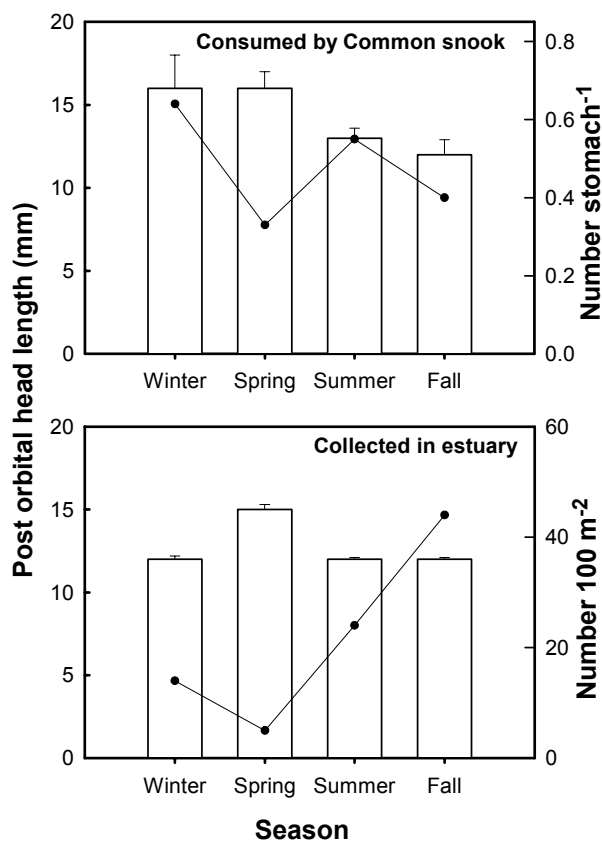 Consumed by Common snook
20
15
10
5
0
0.8
0.6
0.4
0.2
0.0
Number stomach⁻¹
Winter Spring Summer Fall
Post orbital head length (mm)
Collected in estuary
20
15
10
5
0
60
40
20
0
Number 100 m⁻²
Winter Spring Summer Fall
Season